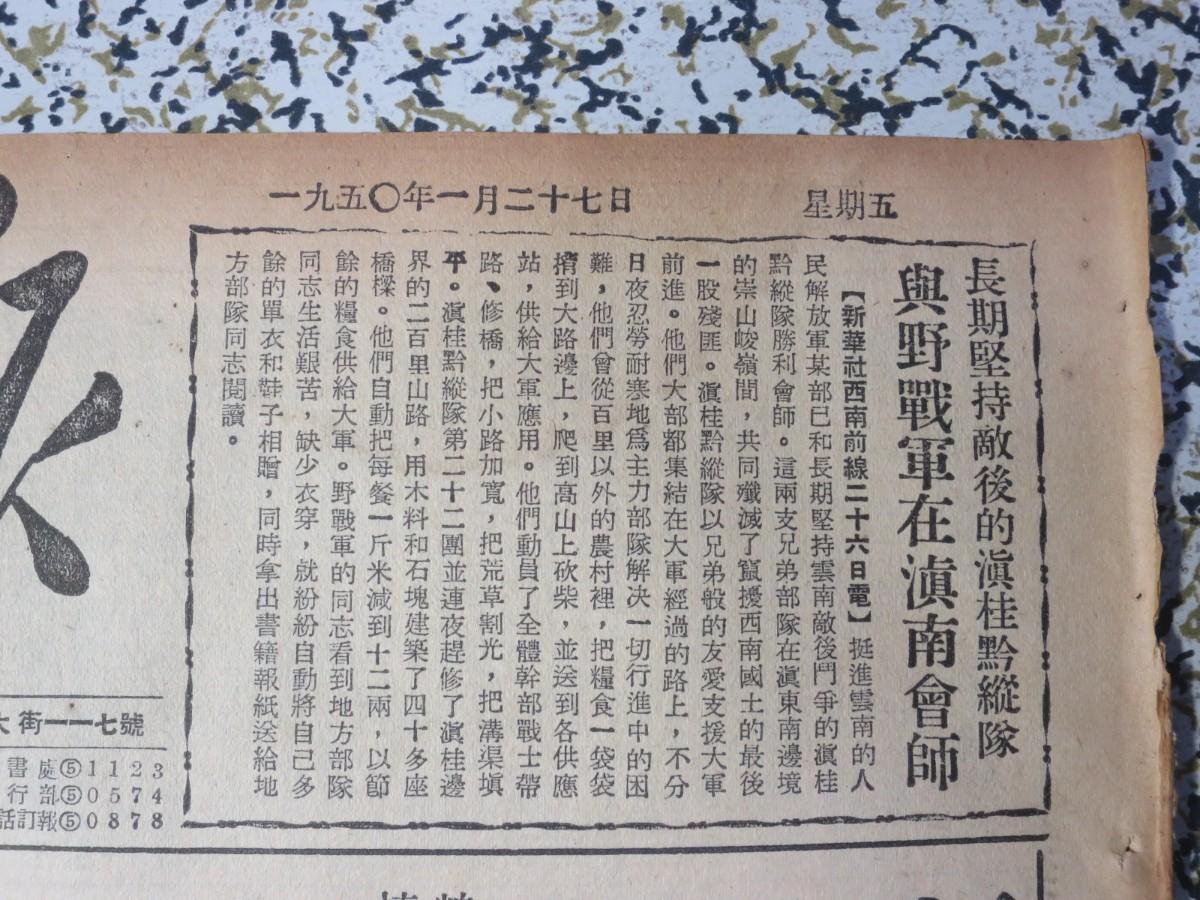 一九五〇年一月二十七日
星期五
長期堅持敵後的滇桂黔縱隊
與野戰軍在滇南會師
【新華社西南前線二十六日電】挺進雲南的人
民解放軍某部已和長期堅持雲南敵後鬥爭的滇桂
黔縱隊勝利會師。這兩支兄弟部隊在滇東南邊境
的崇山峻嶺間，共同殲滅了竄擾西南國土的最後
一股殘匪。滇桂黔縱隊以兄弟般的友愛支援大軍
前進。他們大部都集結在大軍經過的路上，不分
日夜忍勞耐寒地爲主力部隊解决一切行進中的困
難，他們曾從百里以外的農村裡，把糧食一袋袋
揹到大路邊上，爬到高山上砍柴，並送到各供應
站，供給大軍應用。他們動員了全體幹部戰士帶
路、修橋，把小路加寬，把荒草割光，把溝渠塡
平。滇桂黔縱隊第二十二團並連夜趕修了滇桂邊
界的二百里山路，用木料和石塊建築了四十多座
橋樑。他們自動把每餐一斤米減到十二兩，以節
餘的糧食供給大軍。野戰軍的同志看到地方部隊
同志生活艱苦，缺少衣穿，就紛紛自動將自己多
餘的單衣和鞋子相贈，同時拿出書籍報紙送給地
方部隊同志閱讀。
大街一一七號
書處⑤1123
行部⑤0574
話訂報⑤0878